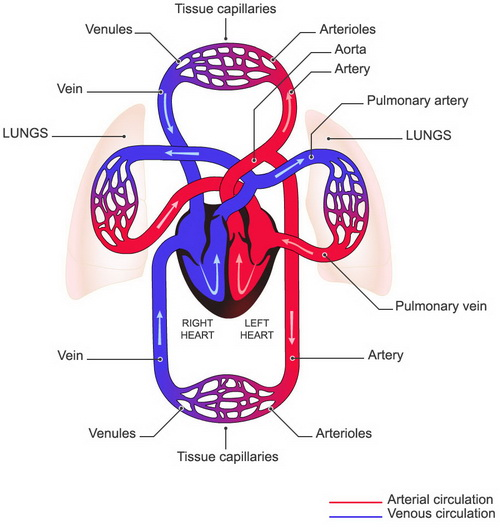 Tissue capillaries
Venules
Arterioles
Aorta
Vein
Artery
Pulmonary artery
LUNGS
LUNGS
Pulmonary vein
RIGHT
HEART
LEFT
HEART
Vein
Artery
Venules
Arterioles
Tissue capillaries
Arterial circulation
Venous circulation